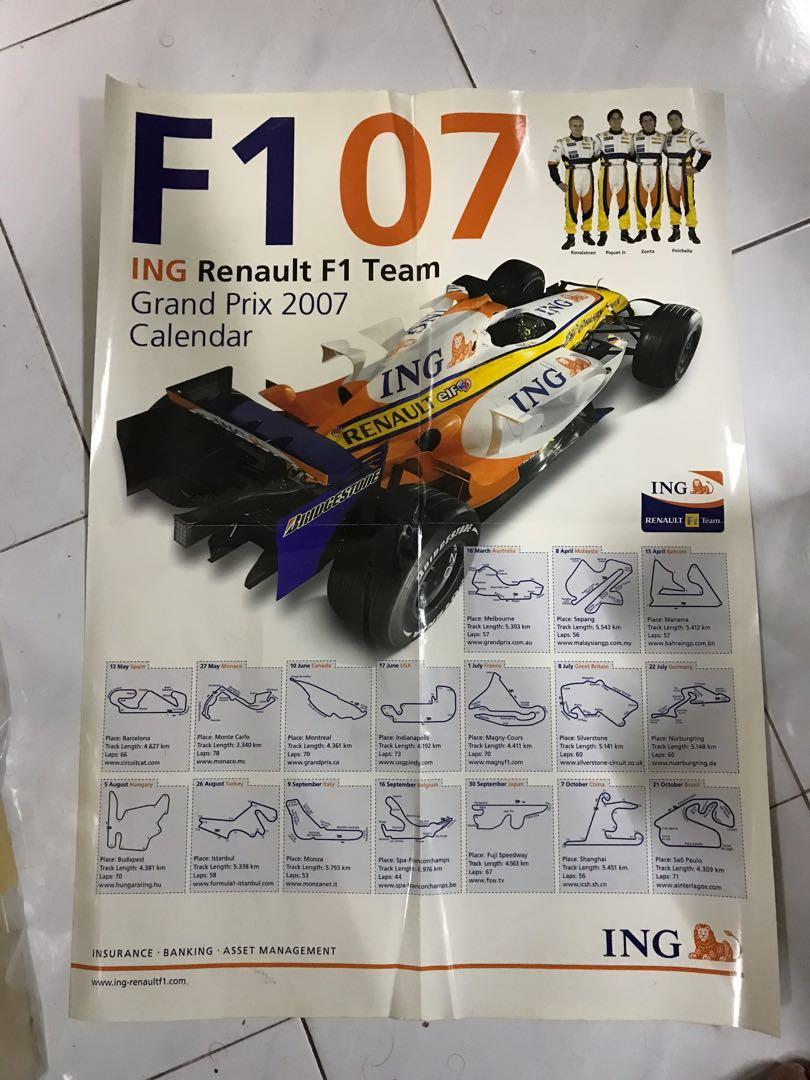 F1 07
Kovalainen Piquet Jr. Zonta Fisichella
ING Renault F1 Team
Grand Prix 2007
Calendar
ING
ING
ING
RENAULT elf
ING
BRIDGESTONE
BRIDGESTONE
ING
RENAULT F1 Team
18 March Australia
Place: Melbourne
Track Length: 5.303 km
Laps: 57
www.grandprix.com.au
8 April Malaysia
Place: Sepang
Track Length: 5.543 km
Laps: 56
www.malaysiangp.com.my
15 April Bahrain
Place: Manama
Track Length: 5.412 km
Laps: 57
www.bahraingp.com.bh
13 May Spain
Place: Barcelona
Track Length: 4.627 km
Laps: 66
www.circuitcat.com
27 May Monaco
Place: Monte Carlo
Track Length: 3.340 km
Laps: 78
www.monaco.mc
10 June Canada
Place: Montreal
Track Length: 4.361 km
Laps: 70
www.grandprix.ca
17 June USA
Place: Indianapolis
Track Length: 4.192 km
Laps: 73
www.usgpindy.com
1 July France
Place: Magny-Cours
Track Length: 4.411 km
Laps: 70
www.magnyf1.com
8 July Great Britain
Place: Silverstone
Track Length: 5.141 km
Laps: 60
www.silverstone-circuit.co.uk
22 July Germany
Place: Nürburgring
Track Length: 5.148 km
Laps: 60
www.nuerburgring.de
5 August Hungary
Place: Budapest
Track Length: 4.381 km
Laps: 70
www.hungaroring.hu
26 August Turkey
Place: Istanbul
Track Length: 5.338 km
Laps: 58
www.formula1-istanbul.com
9 September Italy
Place: Monza
Track Length: 5.793 km
Laps: 53
www.monzanet.it
16 September Belgium
Place: Spa-Francorchamps
Track Length: 6.976 km
Laps: 44
www.spa-francorchamps.be
30 September Japan
Place: Fuji Speedway
Track Length: 4.563 km
Laps: 67
www.fsw.tv
7 October China
Place: Shanghai
Track Length: 5.451 km
Laps: 56
www.icsh.sh.cn
21 October Brazil
Place: Saõ Paulo
Track Length: 4.309 km
Laps: 71
www.ainterlagos.com
INSURANCE · BANKING · ASSET MANAGEMENT
ING
www.ing-renaultf1.com